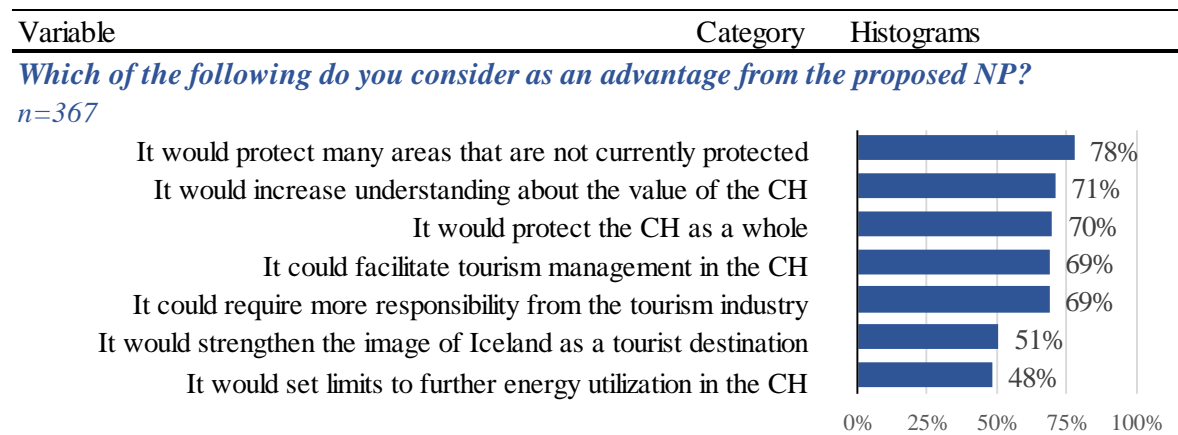 Variable Category Histograms
Which of the following do you consider as an advantage from the proposed NP?
n=367
It would protect many areas that are not currently protected 78%
It would increase understanding about the value of the CH 71%
It would protect the CH as a whole 70%
It could facilitate tourism management in the CH 69%
It could require more responsibility from the tourism industry 69%
It would strengthen the image of Iceland as a tourist destination 51%
It would set limits to further energy utilization in the CH 48%
0% 25% 50% 75% 100%